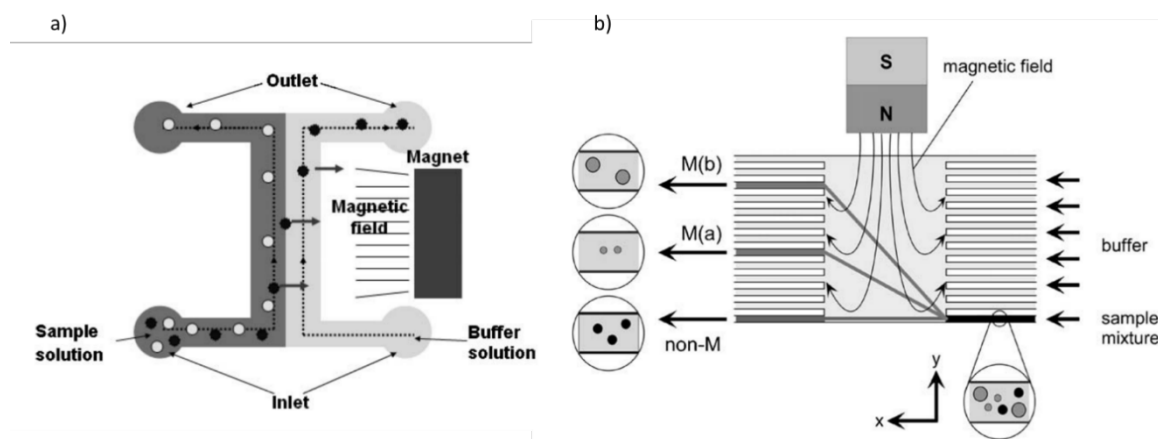 a)
Outlet
Magnet
Magnetic
field
Sample
solution
Buffer
solution
Inlet
b)
S
N
magnetic field
M(b)
M(a)
non-M
buffer
sample
mixture
y
x